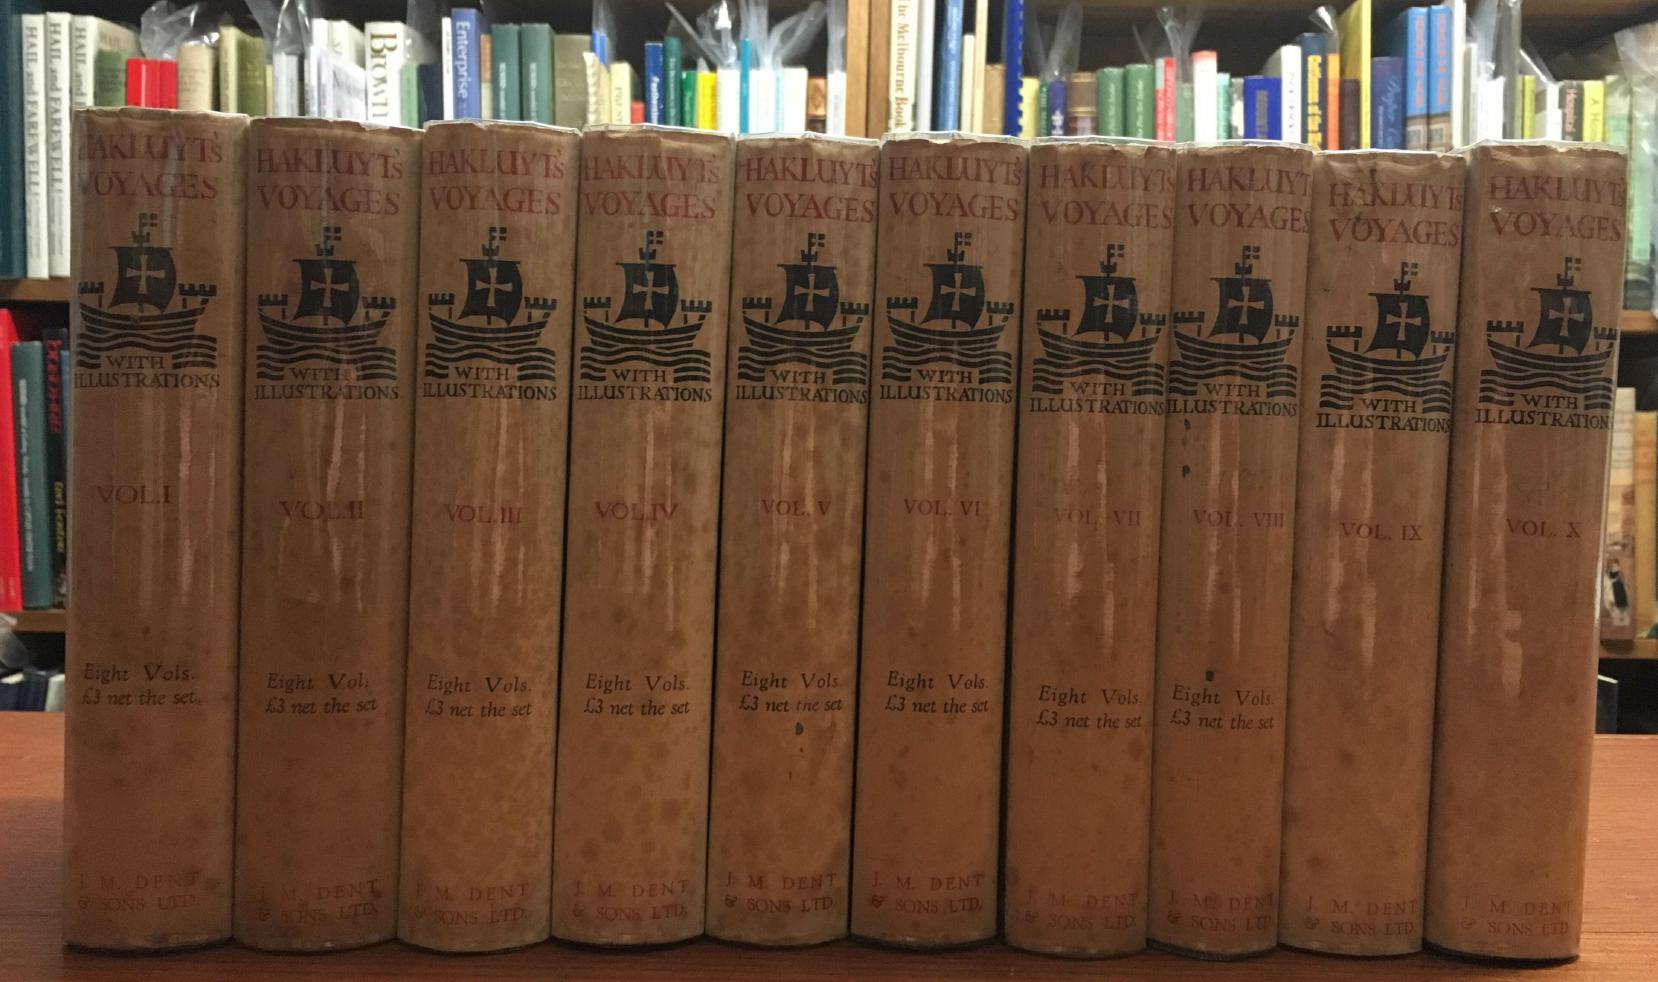 HAIL and FAREWELL!
HAIL and FAREWELL!
HAIL
BROWN
Enterprise
The Melbourne Book
HAKLUYT'S
VOYAGES
WITH
ILLUSTRATIONS
VOL.I
Eight Vols.
£3 net the set.
J. M. DENT
& SONS LTD.
HAKLUYT'S
VOYAGES
WITH
ILLUSTRATIONS
VOL.II
Eight Vols
£3 net the set
J. M. DENT
& SONS LTD.
HAKLUYT'S
VOYAGES
WITH
ILLUSTRATIONS
VOL.III
Eight Vols.
£3 net the set
J. M. DENT
& SONS LTD.
HAKLUYT'S
VOYAGES
WITH
ILLUSTRATIONS
VOL.IV
Eight Vols.
£3 net the set
J. M. DENT
& SONS LTD.
HAKLUYT'S
VOYAGES
WITH
ILLUSTRATIONS
VOL. V
Eight Vols
£3 net the set
J. M. DENT
& SONS LTD.
HAKLUYT'S
VOYAGES
WITH
ILLUSTRATIONS
VOL. VI
Eight Vols.
£3 net the set
J. M. DENT
& SONS LTD.
HAKLUYT'S
VOYAGES
WITH
ILLUSTRATIONS
VOL. VII
Eight Vols.
£3 net the set
J. M. DENT
& SONS LTD.
HAKLUYT'S
VOYAGES
WITH
ILLUSTRATIONS
VOL. VIII
Eight Vols.
£3 net the set
J. M. DENT
& SONS LTD.
HAKLUYT'S
VOYAGES
WITH
ILLUSTRATIONS
VOL. IX
J. M. DENT
& SONS LTD.
HAKLUYT'S
VOYAGES
WITH
ILLUSTRATIONS
VOL. X
J. M. DENT
& SONS LTD.